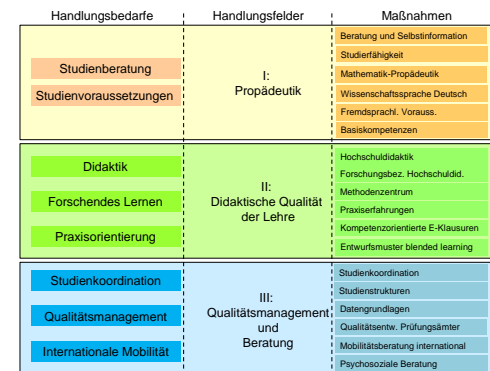 Handlungsbedarfe Handlungsfelder Maßnahmen
Studienberatung
Studienvoraussetzungen
I:
Propädeutik
Beratung und Selbstinformation
Studierfähigkeit
Mathematik-Propädeutik
Wissenschaftssprache Deutsch
Fremdsprachl. Vorauss.
Basiskompetenzen
Didaktik
Forschendes Lernen
Praxisorientierung
II:
Didaktische Qualität
der Lehre
Hochschuldidaktik
Forschungsbez. Hochschuldid.
Methodenzentrum
Praxiserfahrungen
Kompetenzorientierte E-Klausuren
Entwurfsmuster blended learning
Studienkoordination
Qualitätsmanagement
Internationale Mobilität
III:
Qualitätsmanagement
und
Beratung
Studienkoordination
Studienstrukturen
Datengrundlagen
Qualitätsentw. Prüfungsämter
Mobilitätsberatung international
Psychosoziale Beratung